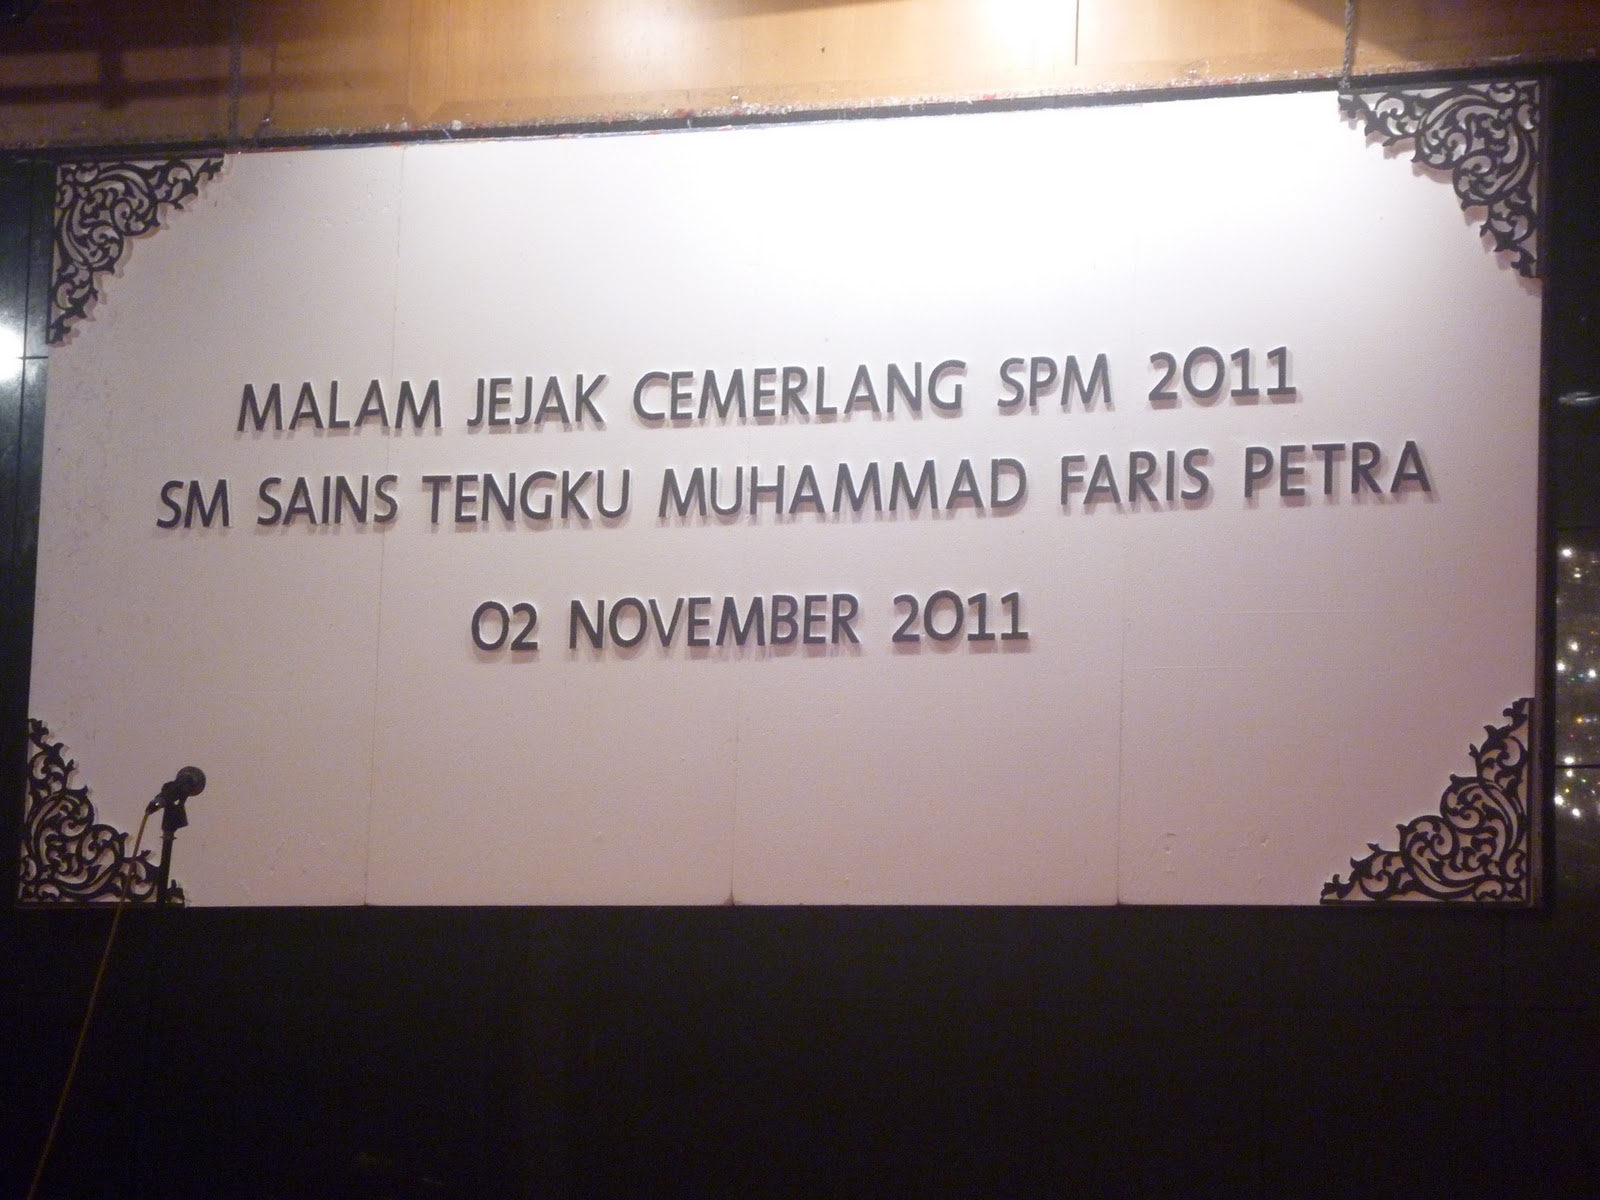 MALAM JEJAK CEMERLANG SPM 2011
SM SAINS TENGKU MUHAMMAD FARIS PETRA
02 NOVEMBER 2011